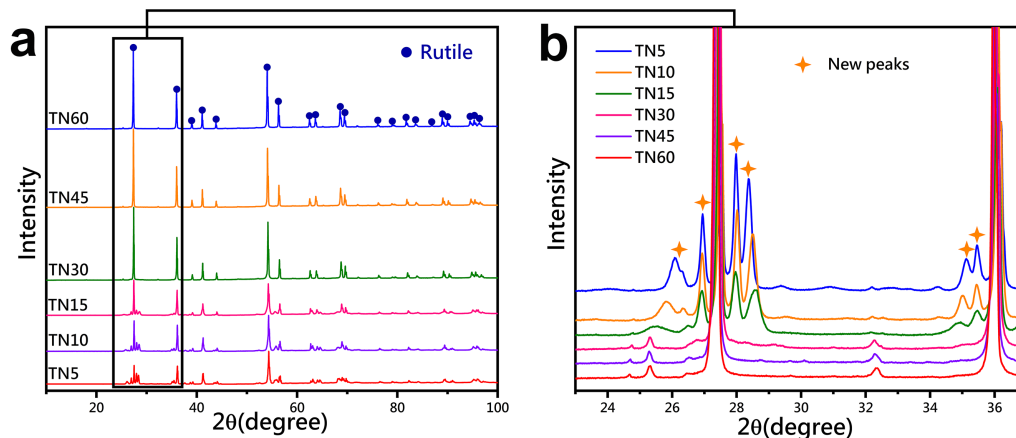 a
Rutile
TN60
TN45
TN30
TN15
TN10
TN5
Intensity
20
40
60
80
100
2θ(degree)
b
TN5
TN10
TN15
TN30
TN45
TN60
New peaks
Intensity
24
26
28
30
32
34
36
2θ(degree)